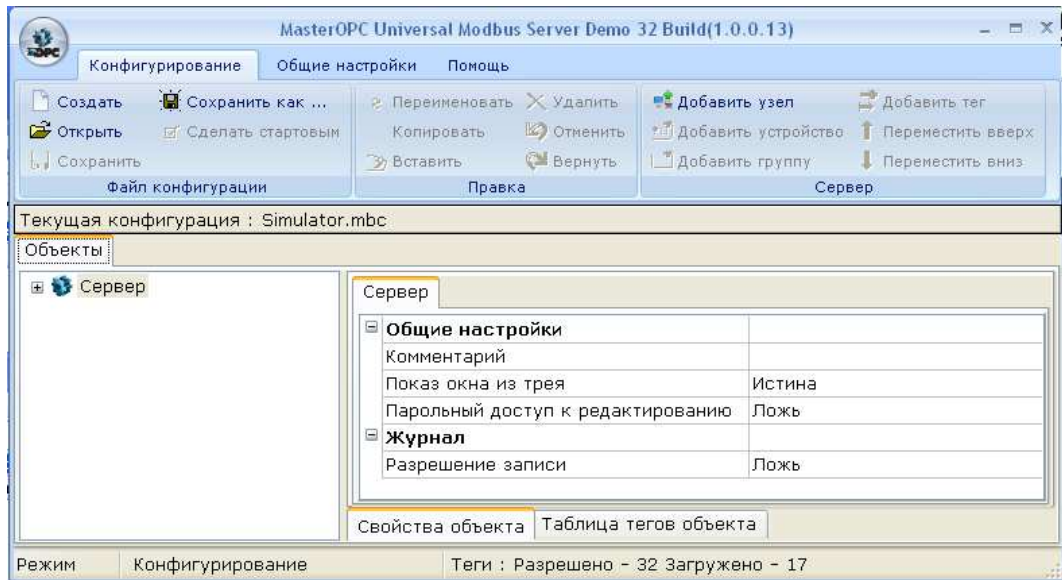 MasterOPC Universal Modbus Server Demo 32 Build(1.0.0.13)
OPC
Конфигурирование Общие настройки Помощь
Создать Сохранить как ... Переименовать Удалить Добавить узел Добавить тег
Открыть Сделать стартовым Копировать Отменить Добавить устройство Переместить вверх
Сохранить Вставить Вернуть Добавить группу Переместить вниз
Файл конфигурации Правка Сервер
Текущая конфигурация : Simulator.mbc
Объекты
Сервер
Сервер
Общие настройки
Комментарий
Показ окна из трея Истина
Парольный доступ к редактированию Ложь
Журнал
Разрешение записи Ложь
Свойства объекта Таблица тегов объекта
Режим Конфигурирование Теги : Разрешено - 32 Загружено - 17